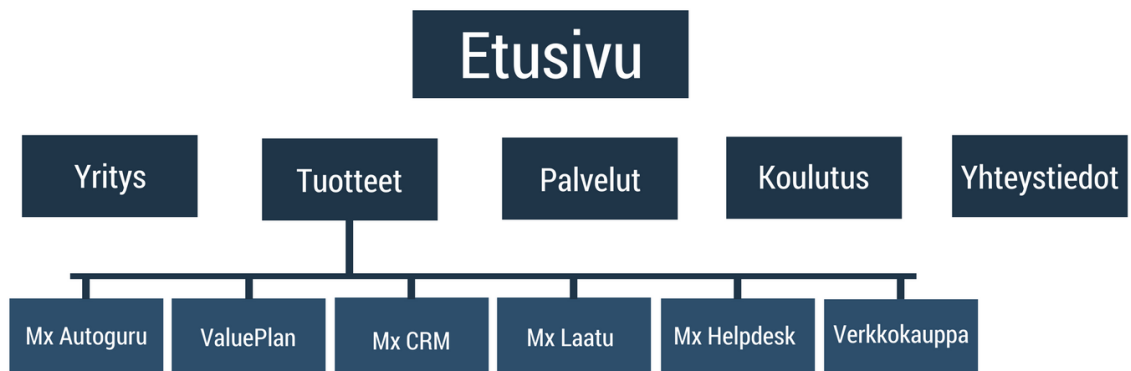 Etusivu
Yritys
Tuotteet
Palvelut
Koulutus
Yhteystiedot
Mx Autoguru
ValuePlan
Mx CRM
Mx Laatu
Mx Helpdesk
Verkkokauppa